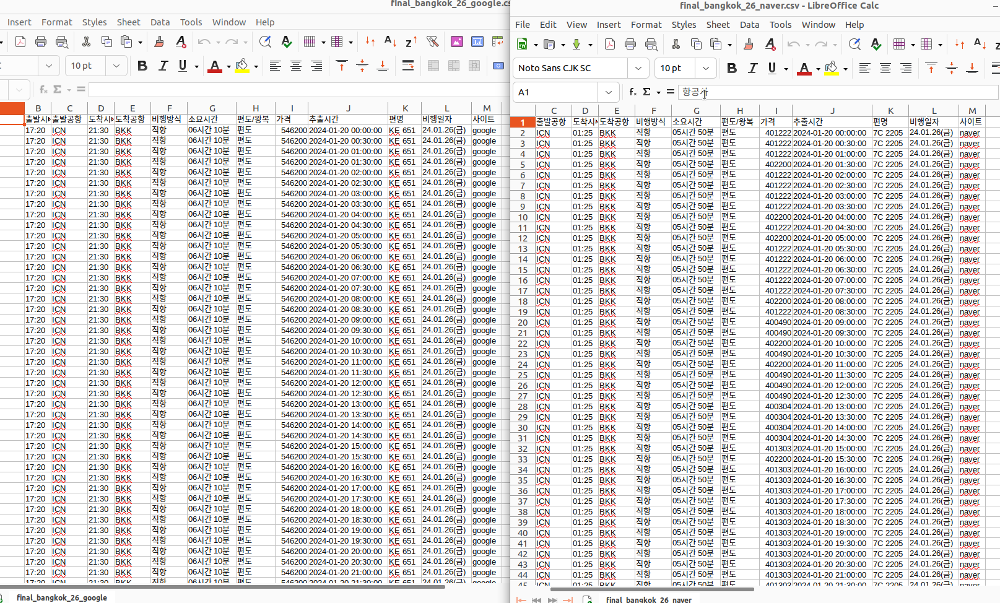 final_bangkok_26_google.cs
Insert Format Styles Sheet Data Tools Window Help
10 pt
B I U A
B C D E F G H I J K L M
출발시 출발공항 도착시 도착공항 비행방식 소요시간 편도/왕복 가격 추출시간 편명 비행일자 사이트
17:20 ICN 21:30 BKK 직항 06시간 10분 편도 546200 2024-01-20 00:00:00 KE 651 24.01.26(금) google
17:20 ICN 21:30 BKK 직항 06시간 10분 편도 546200 2024-01-20 00:30:00 KE 651 24.01.26(금) google
17:20 ICN 21:30 BKK 직항 06시간 10분 편도 546200 2024-01-20 01:00:00 KE 651 24.01.26(금) google
17:20 ICN 21:30 BKK 직항 06시간 10분 편도 546200 2024-01-20 01:30:00 KE 651 24.01.26(금) google
17:20 ICN 21:30 BKK 직항 06시간 10분 편도 546200 2024-01-20 02:00:00 KE 651 24.01.26(금) google
17:20 ICN 21:30 BKK 직항 06시간 10분 편도 546200 2024-01-20 02:30:00 KE 651 24.01.26(금) google
17:20 ICN 21:30 BKK 직항 06시간 10분 편도 546200 2024-01-20 03:00:00 KE 651 24.01.26(금) google
17:20 ICN 21:30 BKK 직항 06시간 10분 편도 546200 2024-01-20 03:30:00 KE 651 24.01.26(금) google
17:20 ICN 21:30 BKK 직항 06시간 10분 편도 546200 2024-01-20 04:00:00 KE 651 24.01.26(금) google
17:20 ICN 21:30 BKK 직항 06시간 10분 편도 546200 2024-01-20 04:30:00 KE 651 24.01.26(금) google
17:20 ICN 21:30 BKK 직항 06시간 10분 편도 546200 2024-01-20 05:00:00 KE 651 24.01.26(금) google
17:20 ICN 21:30 BKK 직항 06시간 10분 편도 546200 2024-01-20 05:30:00 KE 651 24.01.26(금) google
17:20 ICN 21:30 BKK 직항 06시간 10분 편도 546200 2024-01-20 06:00:00 KE 651 24.01.26(금) google
17:20 ICN 21:30 BKK 직항 06시간 10분 편도 546200 2024-01-20 06:30:00 KE 651 24.01.26(금) google
17:20 ICN 21:30 BKK 직항 06시간 10분 편도 546200 2024-01-20 07:00:00 KE 651 24.01.26(금) google
17:20 ICN 21:30 BKK 직항 06시간 10분 편도 546200 2024-01-20 07:30:00 KE 651 24.01.26(금) google
17:20 ICN 21:30 BKK 직항 06시간 10분 편도 546200 2024-01-20 08:00:00 KE 651 24.01.26(금) google
17:20 ICN 21:30 BKK 직항 06시간 10분 편도 546200 2024-01-20 08:30:00 KE 651 24.01.26(금) google
17:20 ICN 21:30 BKK 직항 06시간 10분 편도 546200 2024-01-20 09:00:00 KE 651 24.01.26(금) google
17:20 ICN 21:30 BKK 직항 06시간 10분 편도 546200 2024-01-20 09:30:00 KE 651 24.01.26(금) google
17:20 ICN 21:30 BKK 직항 06시간 10분 편도 546200 2024-01-20 10:00:00 KE 651 24.01.26(금) google
17:20 ICN 21:30 BKK 직항 06시간 10분 편도 546200 2024-01-20 10:30:00 KE 651 24.01.26(금) google
17:20 ICN 21:30 BKK 직항 06시간 10분 편도 546200 2024-01-20 11:00:00 KE 651 24.01.26(금) google
17:20 ICN 21:30 BKK 직항 06시간 10분 편도 546200 2024-01-20 11:30:00 KE 651 24.01.26(금) google
17:20 ICN 21:30 BKK 직항 06시간 10분 편도 546200 2024-01-20 12:00:00 KE 651 24.01.26(금) google
17:20 ICN 21:30 BKK 직항 06시간 10분 편도 546200 2024-01-20 12:30:00 KE 651 24.01.26(금) google
17:20 ICN 21:30 BKK 직항 06시간 10분 편도 546200 2024-01-20 13:00:00 KE 651 24.01.26(금) google
17:20 ICN 21:30 BKK 직항 06시간 10분 편도 546200 2024-01-20 13:30:00 KE 651 24.01.26(금) google
17:20 ICN 21:30 BKK 직항 06시간 10분 편도 546200 2024-01-20 14:00:00 KE 651 24.01.26(금) google
17:20 ICN 21:30 BKK 직항 06시간 10분 편도 546200 2024-01-20 14:30:00 KE 651 24.01.26(금) google
17:20 ICN 21:30 BKK 직항 06시간 10분 편도 546200 2024-01-20 15:00:00 KE 651 24.01.26(금) google
17:20 ICN 21:30 BKK 직항 06시간 10분 편도 546200 2024-01-20 15:30:00 KE 651 24.01.26(금) google
17:20 ICN 21:30 BKK 직항 06시간 10분 편도 546200 2024-01-20 16:00:00 KE 651 24.01.26(금) google
17:20 ICN 21:30 BKK 직항 06시간 10분 편도 546200 2024-01-20 16:30:00 KE 651 24.01.26(금) google
17:20 ICN 21:30 BKK 직항 06시간 10분 편도 546200 2024-01-20 17:00:00 KE 651 24.01.26(금) google
17:20 ICN 21:30 BKK 직항 06시간 10분 편도 546200 2024-01-20 17:30:00 KE 651 24.01.26(금) google
17:20 ICN 21:30 BKK 직항 06시간 10분 편도 546200 2024-01-20 18:00:00 KE 651 24.01.26(금) google
17:20 ICN 21:30 BKK 직항 06시간 10분 편도 546200 2024-01-20 18:30:00 KE 651 24.01.26(금) google
17:20 ICN 21:30 BKK 직항 06시간 10분 편도 546200 2024-01-20 19:00:00 KE 651 24.01.26(금) google
17:20 ICN 21:30 BKK 직항 06시간 10분 편도 546200 2024-01-20 19:30:00 KE 651 24.01.26(금) google
17:20 ICN 21:30 BKK 직항 06시간 10분 편도 546200 2024-01-20 20:00:00 KE 651 24.01.26(금) google
17:20 ICN 21:30 BKK 직항 06시간 10분 편도 546200 2024-01-20 20:30:00 KE 651 24.01.26(금) google
17:20 ICN 21:30 BKK 직항 06시간 10분 편도 546200 2024-01-20 21:00:00 KE 651 24.01.26(금) google
final_bangkok_26_google
final_bangkok_26_naver.csv - LibreOffice Calc
File Edit View Insert Format Styles Sheet Data Tools Window Help
Noto Sans CJK SC 10 pt
B I U A
A1 항공사
C D E F G H I J K L M
1 출발공항 도착시 도착공항 비행방식 소요시간 편도/왕복 가격 추출시간 편명 비행일자 사이트
2 ICN 01:25 BKK 직항 05시간 50분 편도 401222 2024-01-20 00:00:00 7C 2205 24.01.26(금) naver
3 ICN 01:25 BKK 직항 05시간 50분 편도 401222 2024-01-20 00:30:00 7C 2205 24.01.26(금) naver
4 ICN 01:25 BKK 직항 05시간 50분 편도 401222 2024-01-20 01:00:00 7C 2205 24.01.26(금) naver
5 ICN 01:25 BKK 직항 05시간 50분 편도 402200 2024-01-20 01:30:00 7C 2205 24.01.26(금) naver
6 ICN 01:25 BKK 직항 05시간 50분 편도 401222 2024-01-20 02:00:00 7C 2205 24.01.26(금) naver
7 ICN 01:25 BKK 직항 05시간 50분 편도 401222 2024-01-20 02:30:00 7C 2205 24.01.26(금) naver
8 ICN 01:25 BKK 직항 05시간 50분 편도 401222 2024-01-20 03:00:00 7C 2205 24.01.26(금) naver
9 ICN 01:25 BKK 직항 05시간 50분 편도 401222 2024-01-20 03:30:00 7C 2205 24.01.26(금) naver
10 ICN 01:25 BKK 직항 05시간 50분 편도 402200 2024-01-20 04:00:00 7C 2205 24.01.26(금) naver
11 ICN 01:25 BKK 직항 05시간 50분 편도 401222 2024-01-20 04:30:00 7C 2205 24.01.26(금) naver
12 ICN 01:25 BKK 직항 05시간 50분 편도 402200 2024-01-20 05:00:00 7C 2205 24.01.26(금) naver
13 ICN 01:25 BKK 직항 05시간 50분 편도 401222 2024-01-20 05:30:00 7C 2205 24.01.26(금) naver
14 ICN 01:25 BKK 직항 05시간 50분 편도 401222 2024-01-20 06:00:00 7C 2205 24.01.26(금) naver
15 ICN 01:25 BKK 직항 05시간 50분 편도 401222 2024-01-20 06:30:00 7C 2205 24.01.26(금) naver
16 ICN 01:25 BKK 직항 05시간 50분 편도 401222 2024-01-20 07:00:00 7C 2205 24.01.26(금) naver
17 ICN 01:25 BKK 직항 05시간 50분 편도 401222 2024-01-20 07:30:00 7C 2205 24.01.26(금) naver
18 ICN 01:25 BKK 직항 05시간 50분 편도 402200 2024-01-20 08:00:00 7C 2205 24.01.26(금) naver
19 ICN 01:25 BKK 직항 05시간 50분 편도 401222 2024-01-20 08:30:00 7C 2205 24.01.26(금) naver
20 ICN 01:25 BKK 직항 05시간 50분 편도 400490 2024-01-20 09:00:00 7C 2205 24.01.26(금) naver
21 ICN 01:25 BKK 직항 05시간 50분 편도 400490 2024-01-20 09:30:00 7C 2205 24.01.26(금) naver
22 ICN 01:25 BKK 직항 05시간 50분 편도 402200 2024-01-20 10:00:00 7C 2205 24.01.26(금) naver
23 ICN 01:25 BKK 직항 05시간 50분 편도 400490 2024-01-20 10:30:00 7C 2205 24.01.26(금) naver
24 ICN 01:25 BKK 직항 05시간 50분 편도 402200 2024-01-20 11:00:00 7C 2205 24.01.26(금) naver
25 ICN 01:25 BKK 직항 05시간 50분 편도 400490 2024-01-20 11:30:00 7C 2205 24.01.26(금) naver
26 ICN 01:25 BKK 직항 05시간 50분 편도 400490 2024-01-20 12:00:00 7C 2205 24.01.26(금) naver
27 ICN 01:25 BKK 직항 05시간 50분 편도 400490 2024-01-20 12:30:00 7C 2205 24.01.26(금) naver
28 ICN 01:25 BKK 직항 05시간 50분 편도 400304 2024-01-20 13:00:00 7C 2205 24.01.26(금) naver
29 ICN 01:25 BKK 직항 05시간 50분 편도 400304 2024-01-20 13:30:00 7C 2205 24.01.26(금) naver
30 ICN 01:25 BKK 직항 05시간 50분 편도 400304 2024-01-20 14:00:00 7C 2205 24.01.26(금) naver
31 ICN 01:25 BKK 직항 05시간 50분 편도 400304 2024-01-20 14:30:00 7C 2205 24.01.26(금) naver
32 ICN 01:25 BKK 직항 05시간 50분 편도 401303 2024-01-20 15:00:00 7C 2205 24.01.26(금) naver
33 ICN 01:25 BKK 직항 05시간 50분 편도 402200 2024-01-20 15:30:00 7C 2205 24.01.26(금) naver
34 ICN 01:25 BKK 직항 05시간 50분 편도 401303 2024-01-20 16:00:00 7C 2205 24.01.26(금) naver
35 ICN 01:25 BKK 직항 05시간 50분 편도 401303 2024-01-20 16:30:00 7C 2205 24.01.26(금) naver
36 ICN 01:25 BKK 직항 05시간 50분 편도 401303 2024-01-20 17:00:00 7C 2205 24.01.26(금) naver
37 ICN 01:25 BKK 직항 05시간 50분 편도 401303 2024-01-20 17:30:00 7C 2205 24.01.26(금) naver
38 ICN 01:25 BKK 직항 05시간 50분 편도 401303 2024-01-20 18:00:00 7C 2205 24.01.26(금) naver
39 ICN 01:25 BKK 직항 05시간 50분 편도 401303 2024-01-20 18:30:00 7C 2205 24.01.26(금) naver
40 ICN 01:25 BKK 직항 05시간 50분 편도 401303 2024-01-20 19:00:00 7C 2205 24.01.26(금) naver
41 ICN 01:25 BKK 직항 05시간 50분 편도 401303 2024-01-20 19:30:00 7C 2205 24.01.26(금) naver
42 ICN 01:25 BKK 직항 05시간 50분 편도 401303 2024-01-20 20:00:00 7C 2205 24.01.26(금) naver
43 ICN 01:25 BKK 직항 05시간 50분 편도 401303 2024-01-20 20:30:00 7C 2205 24.01.26(금) naver
44 ICN 01:25 BKK 직항 05시간 50분 편도 401303 2024-01-20 21:00:00 7C 2205 24.01.26(금) naver
final_bangkok_26_naver